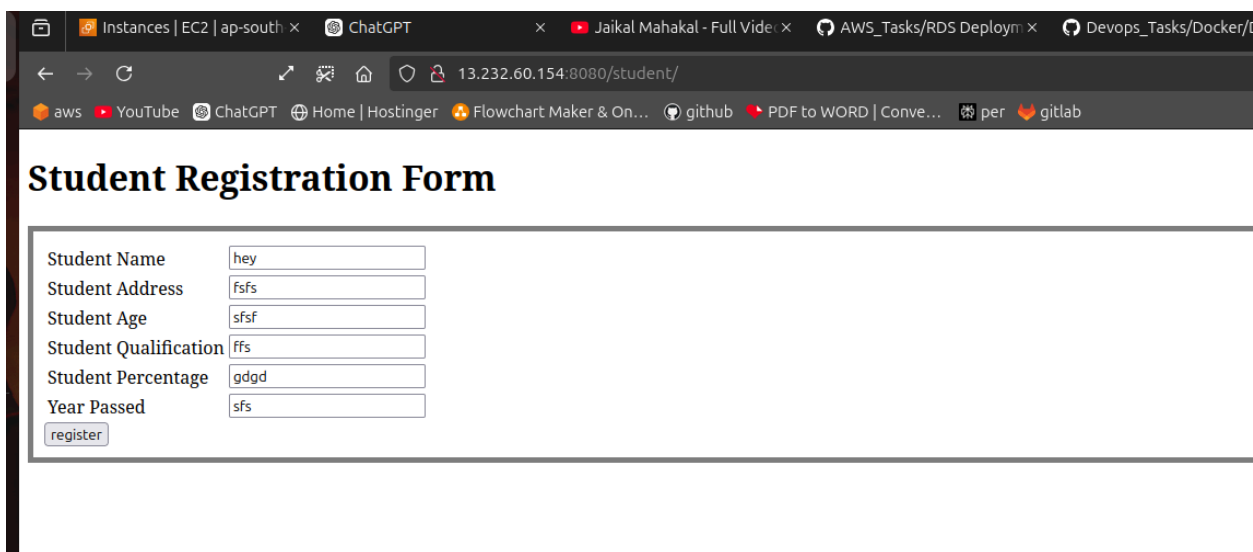 Instances | EC2 | ap-south ChatGPT Jaikal Mahakal - Full Vide AWS_Tasks/RDS Deploym Devops_Tasks/Docker/
13.232.60.154:8080/student/
aws YouTube ChatGPT Home | Hostinger Flowchart Maker & On... github PDF to WORD | Conve... per gitlab
Student Registration Form
Student Name hey
Student Address fsfs
Student Age sfsf
Student Qualification ffs
Student Percentage gdgd
Year Passed sfs
register